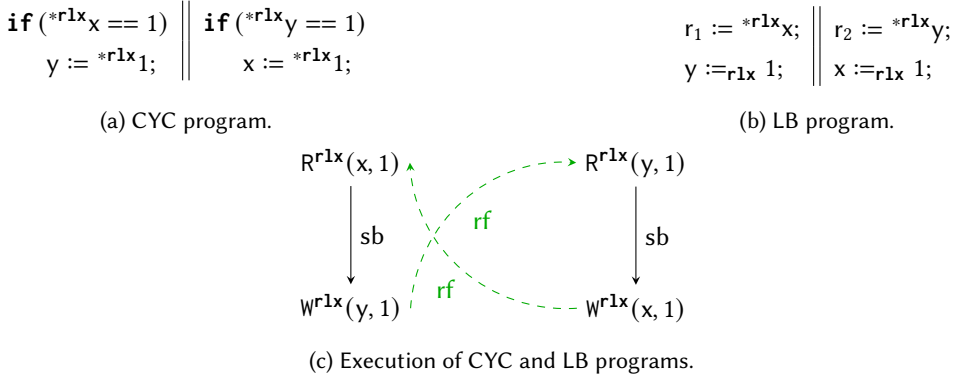 if (*rlx x == 1) ‖ if (*rlx y == 1)
y := *rlx 1; ‖ x := *rlx 1;
(a) CYC program.
r₁ := *rlx x; ‖ r₂ := *rlx y;
y :=rlx 1; ‖ x :=rlx 1;
(b) LB program.
Rrlx(x, 1) Rrlx(y, 1)
rf
sb sb
rf
Wrlx(y, 1) Wrlx(x, 1)
(c) Execution of CYC and LB programs.